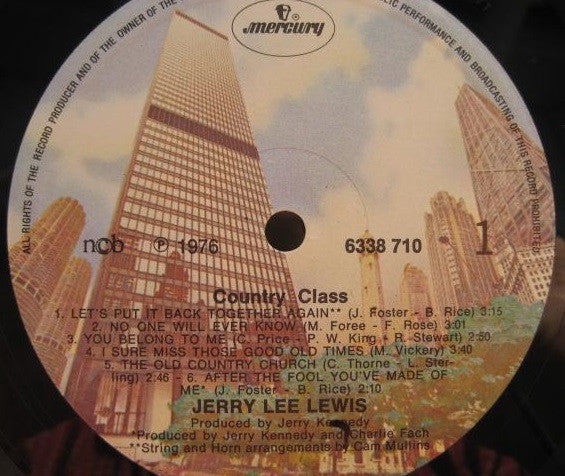 ALL RIGHTS OF THE RECORD PRODUCER AND OF THE OWNER OF THE
LIC PERFORMANCE AND BROADCASTING OF THIS RECORD PROHIBITED
mercury
ncb ℗ 1976 6338 710 1
Country Class
1. LET'S PUT IT BACK TOGETHER AGAIN** (J. Foster - B. Rice) 3:15
2. NO ONE WILL EVER KNOW (M. Foree - F. Rose) 3:01
3. YOU BELONG TO ME (C. Price - P. W. King + R. Stewart) 2:50
4. I SURE MISS THOSE GOOD OLD TIMES (M. Vickery) 3:40
5. THE OLD COUNTRY CHURCH (C. Thorne - L. Ster-
ling) 2:46 - 6. AFTER THE FOOL YOU'VE MADE OF
ME* (J. Foster - B. Rice) 2:10
JERRY LEE LEWIS
Produced by Jerry Kennedy
*Produced by Jerry Kennedy and Charlie Fach
**String and Horn arrangements by Cam Mullins